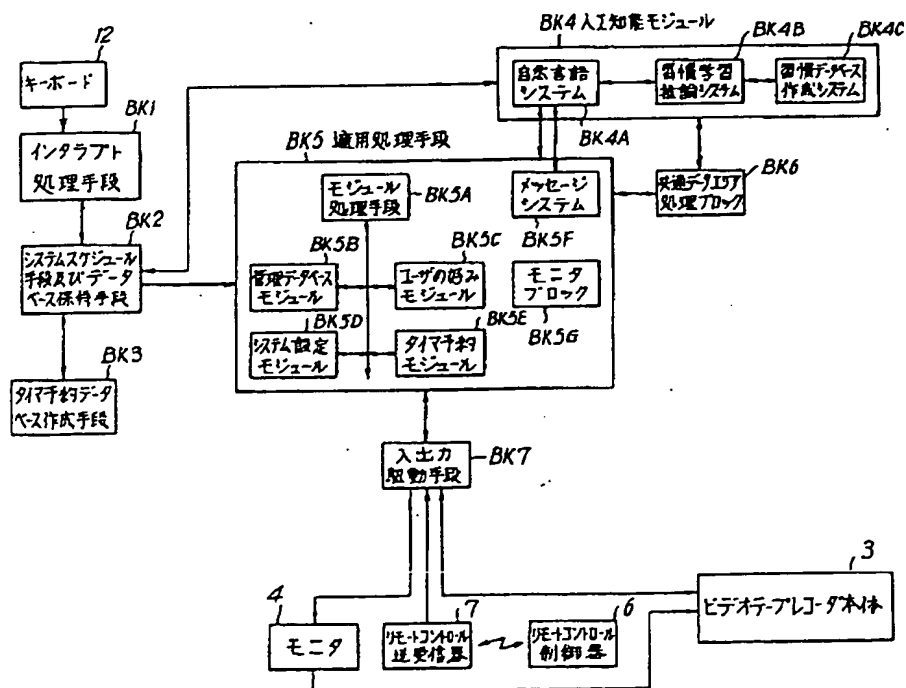 BK4 人工知能モジュール
BK4B
BK4C
12
キーボード
自然言語
システム
習慣学習
推論システム
習慣データベース
作成システム
BK1
BK4A
インタラプト
処理手段
BK5 適用処理手段
モジュール
処理手段
BK5A
メッセージ
システム
共通データエリア
処理ブロック
BK6
BK2
BK5B
BK5C
BK5F
システムスケジュール
手段及びデータ
ベース保持手段
管理データベース
モジュール
ユーザの好み
モジュール
モニタ
ブロック
BK5D
BK5E
BK5G
システム設定
モジュール
タイマ予約
モジュール
BK3
タイマ予約データ
ベース作成手段
入出力
駆動手段
BK7
3
ビデオテープレコーダ本体
4
7
6
モニタ
リモートコントロール
送受信器
リモートコントロール
制御器